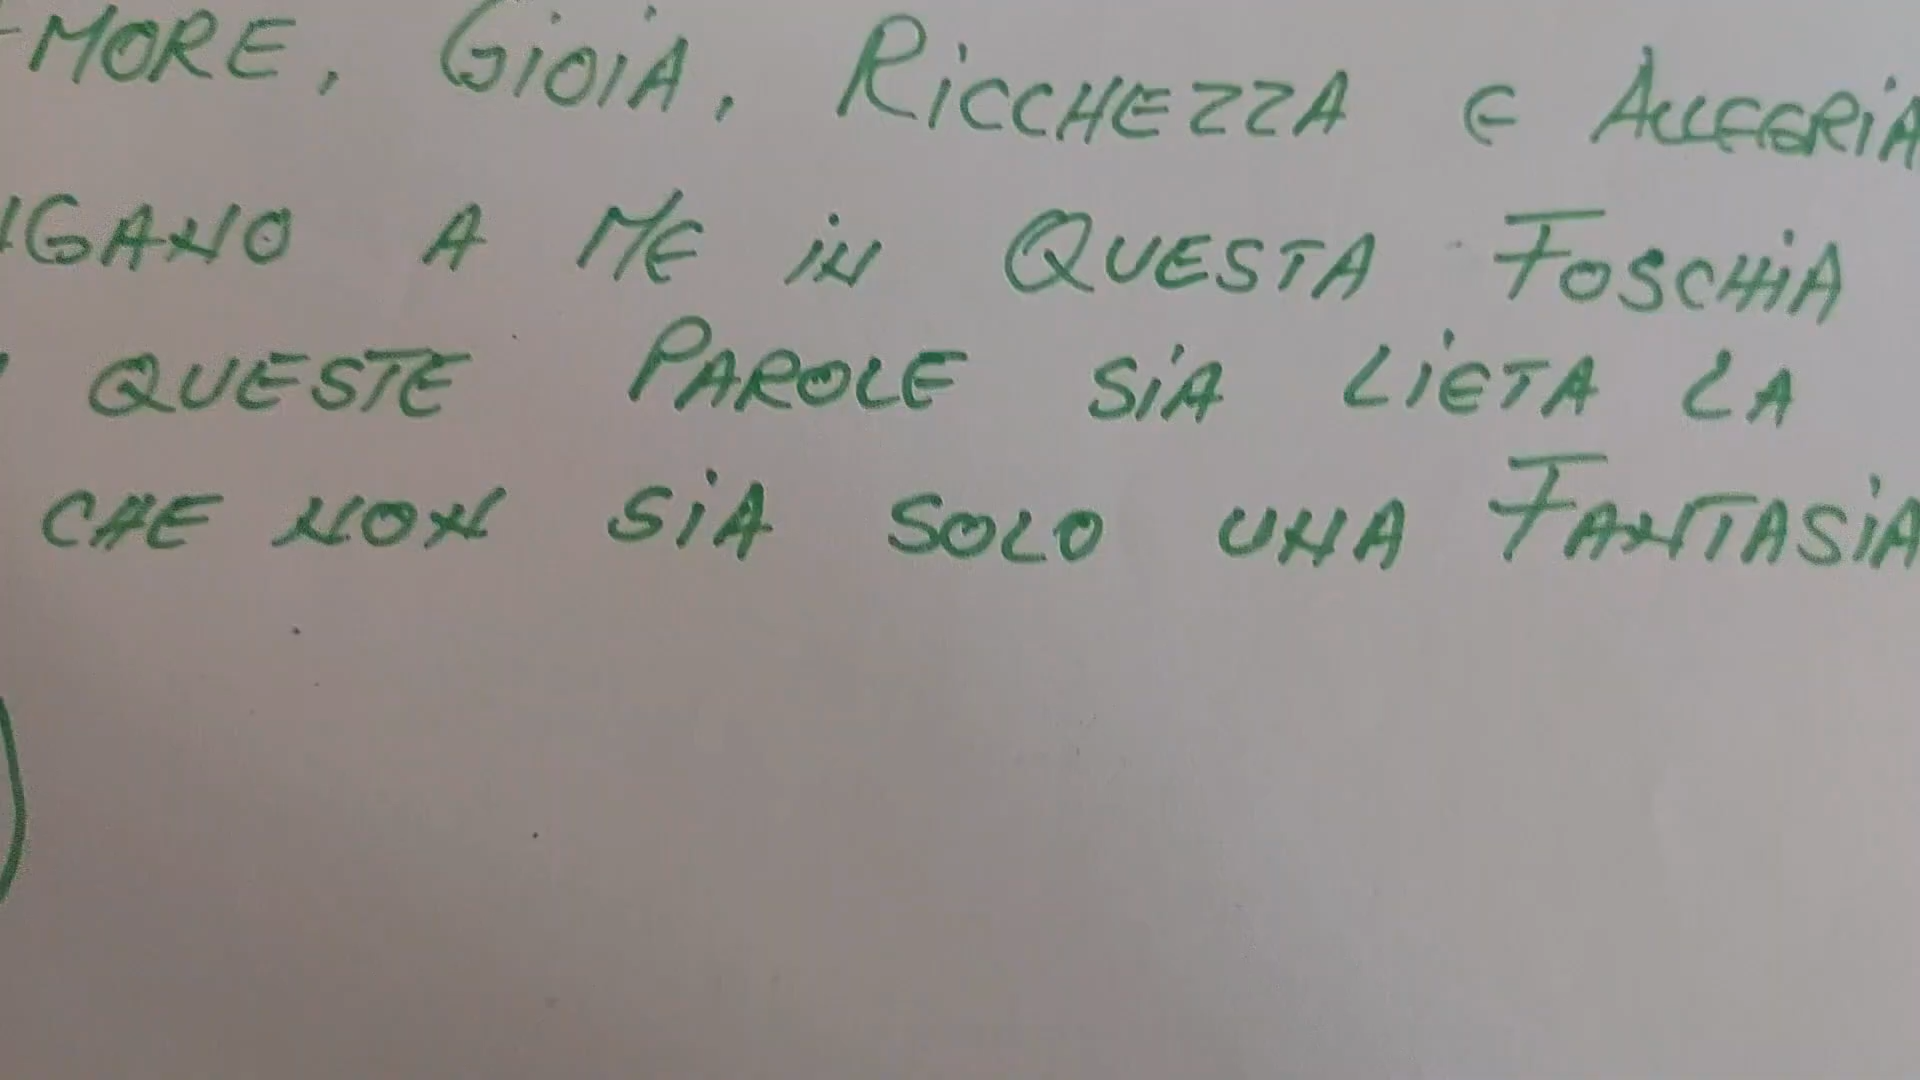 MORE, GIOIA, RICCHEZZA E ALLEGRIA
NGANO A ME IN QUESTA FOSCHIA
QUESTE PAROLE SIA LIETA LA
CHE NON SIA SOLO UNA FANTASIA